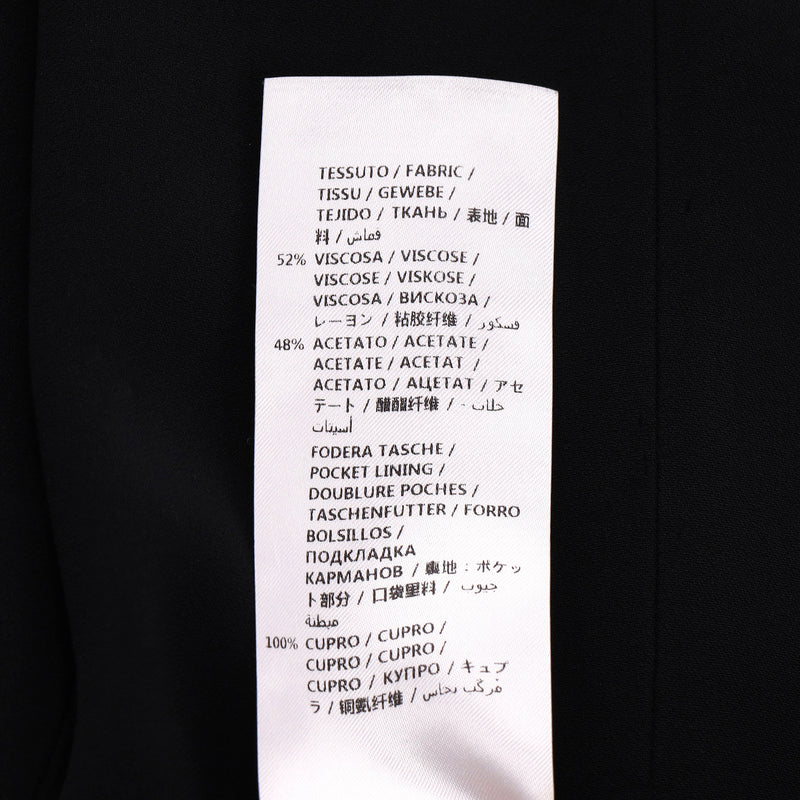 TESSUTO / FABRIC /
TISSU / GEWEBE /
TEJIDO / ТКАНЬ / 表地 / 面
料 / قماش
52% VISCOSA / VISCOSE /
VISCOSE / VISKOSE /
VISCOSA / ВИСКОЗА /
レーヨン / 粘胶纤维 / فسكوز
48% ACETATO / ACETATE /
ACETATE / ACETAT /
ACETATO / АЦЕТАТ / アセ
テート / 醋酯纤维 /
أسيتات
FODERA TASCHE /
POCKET LINING /
DOUBLURE POCHES /
TASCHENFUTTER / FORRO
BOLSILLOS /
ПОДКЛАДКА
КАРМАНОВ / 裏地：ポケッ
ト部分 / 口袋里料 / جيوب
مبطنة
100% CUPRO / CUPRO /
CUPRO / CUPRO /
CUPRO / КУПРО / キュプ
ラ / 铜氨纤维 / مركب نحاس